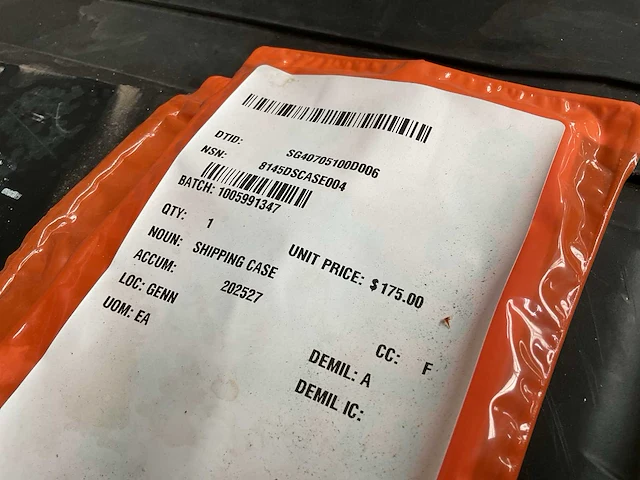 DTID: SG40705100D006
NSN: 8145DSCASE004
BATCH: 1005991347
QTY: 1 UNIT PRICE: $175.00
NOUN: SHIPPING CASE
ACCUM: 202527
LOC: GENN CC: F
UOM: EA DEMIL: A
DEMIL IC: